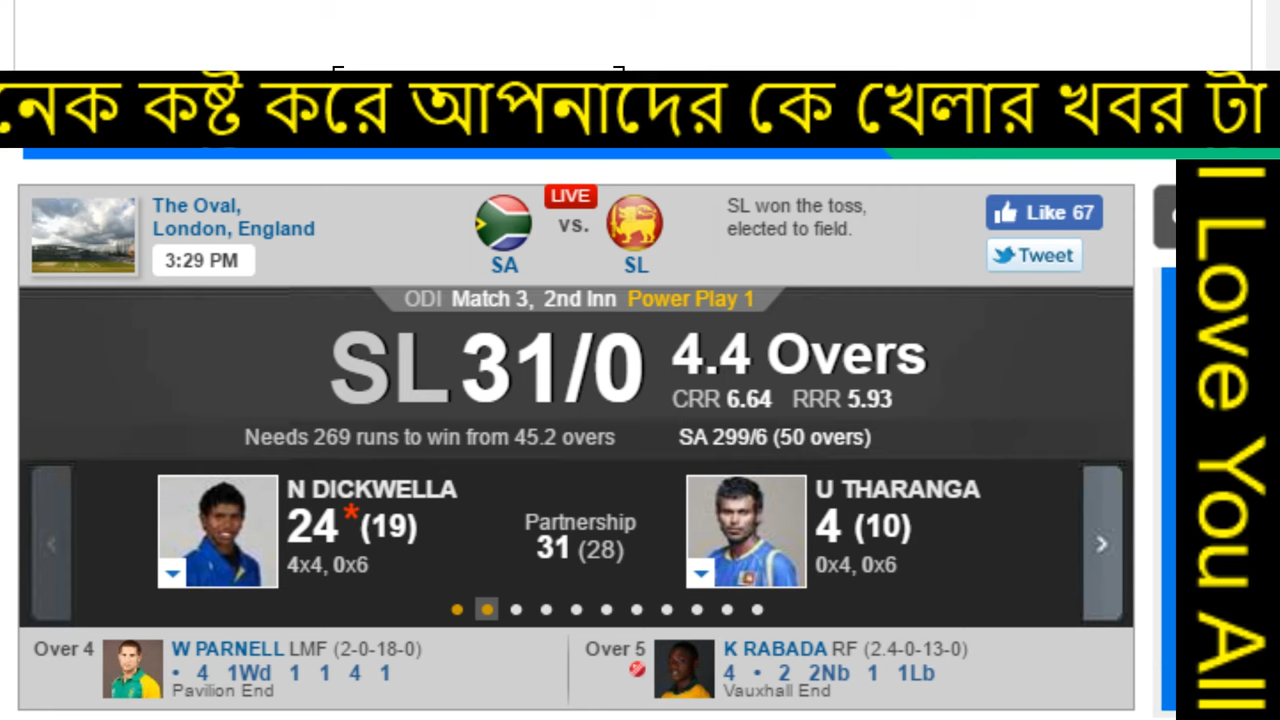 নেক কষ্ট করে আপনাদের কে খেলার খবর টা
The Oval,
London, England
3:29 PM
LIVE
vs.
SA
SL
SL won the toss,
elected to field.
Like 67
Tweet
ODI Match 3, 2nd Inn Power Play 1
SL 31/0
4.4 Overs
CRR 6.64 RRR 5.93
Needs 269 runs to win from 45.2 overs
SA 299/6 (50 overs)
N DICKWELLA
24*(19)
4x4, 0x6
Partnership
31 (28)
U THARANGA
4 (10)
0x4, 0x6
Over 4
W PARNELL LMF (2-0-18-0)
• 4 1Wd 1 1 4 1
Pavilion End
Over 5
K RABADA RF (2.4-0-13-0)
4 • 2 2Nb 1 1Lb
Vauxhall End
I Love You All